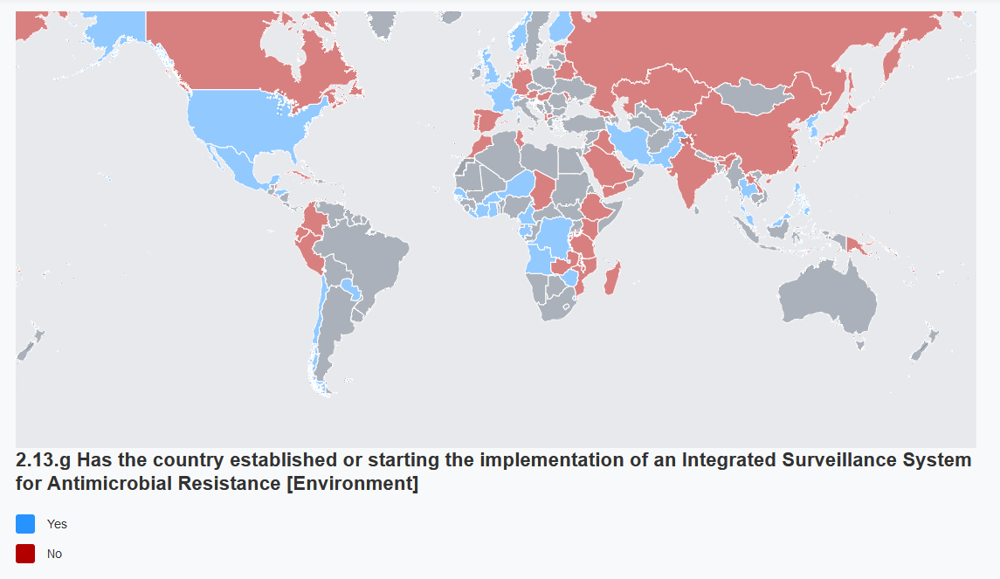 2.13.g Has the country established or starting the implementation of an Integrated Surveillance System
for Antimicrobial Resistance [Environment]
Yes
No